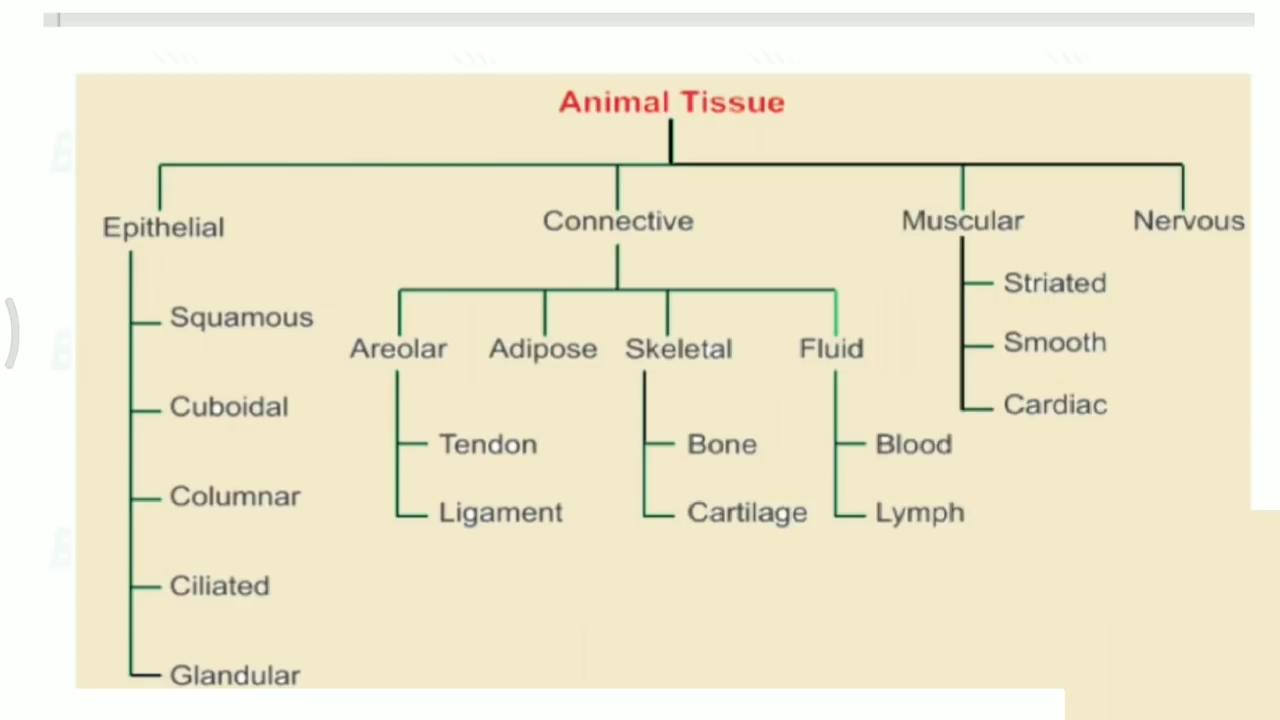 Animal Tissue
Epithelial
Connective
Muscular
Nervous
Squamous
Cuboidal
Columnar
Ciliated
Glandular
Areolar
Adipose
Skeletal
Fluid
Tendon
Ligament
Bone
Cartilage
Blood
Lymph
Striated
Smooth
Cardiac